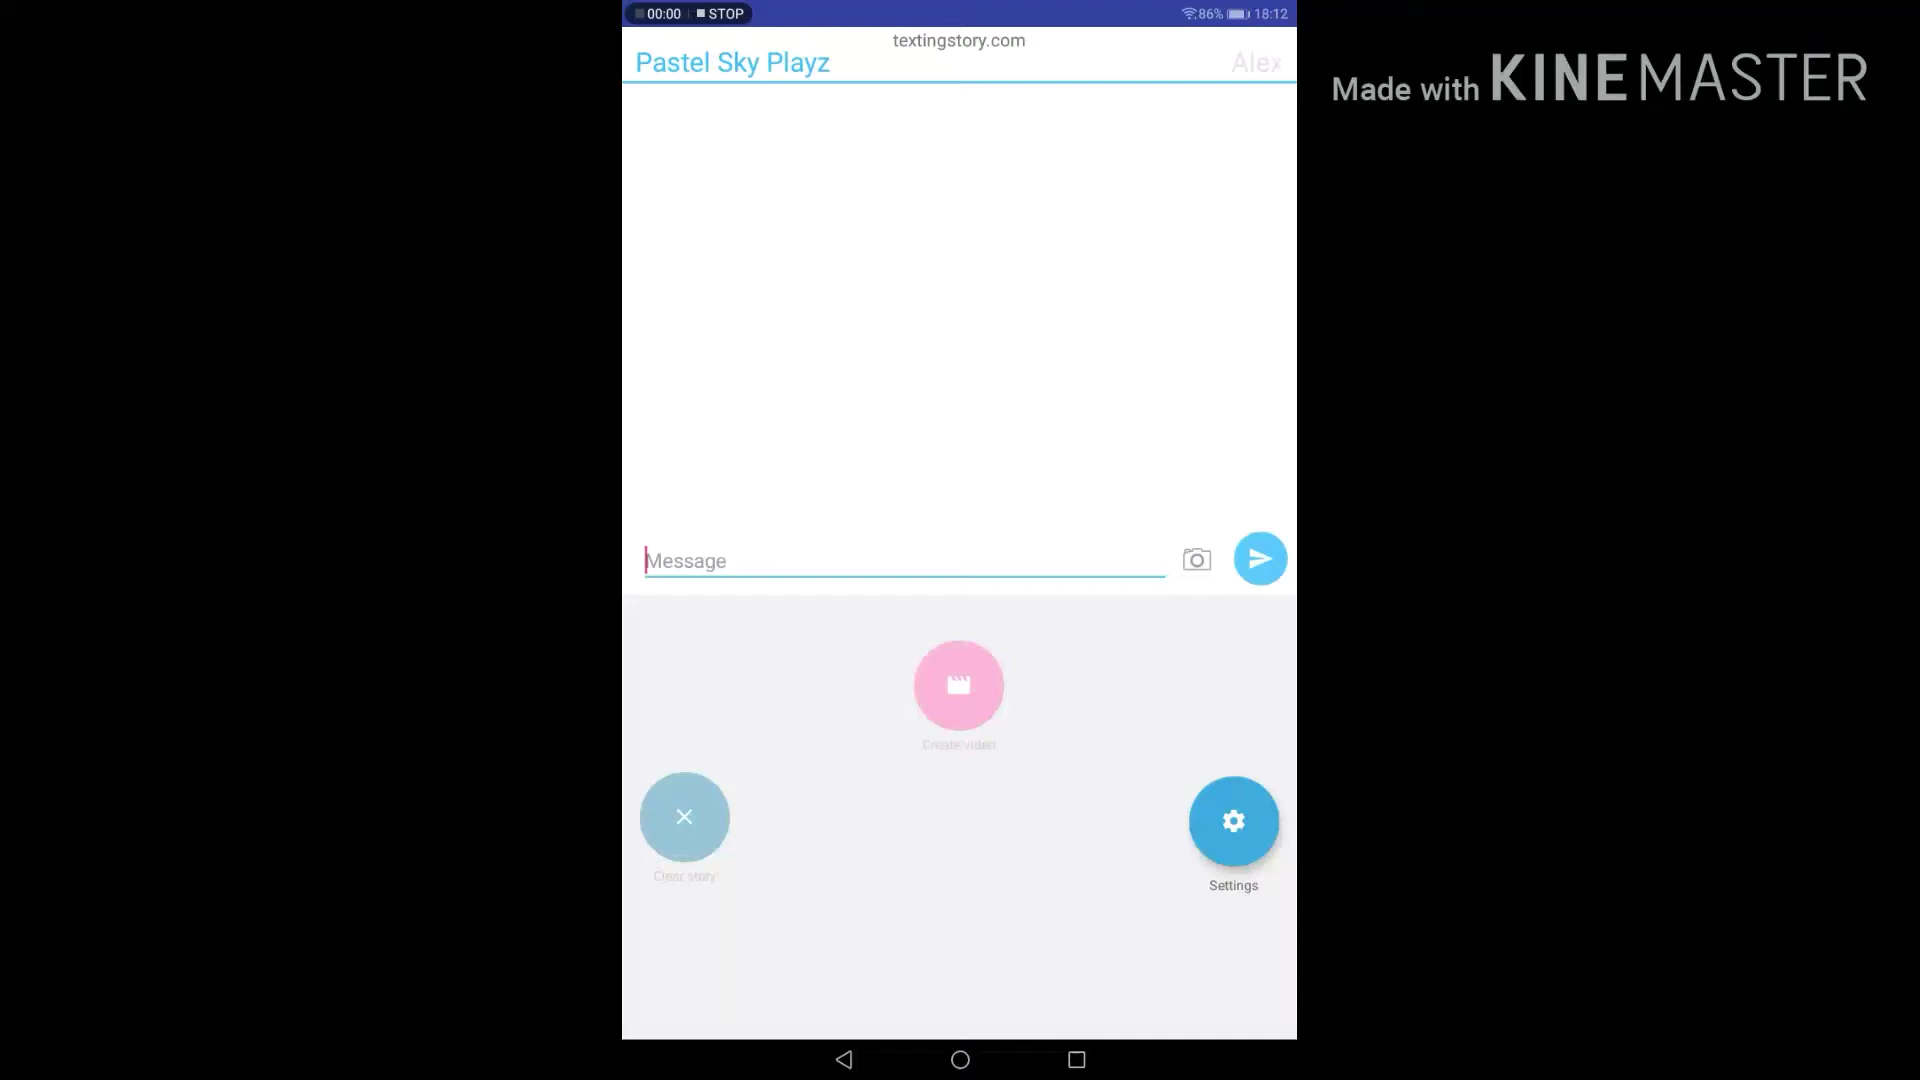 00:00 STOP 86% 18:12
textingstory.com
Pastel Sky Playz Alex
Made with KINEMASTER
Message
Create video
Clear story
Settings